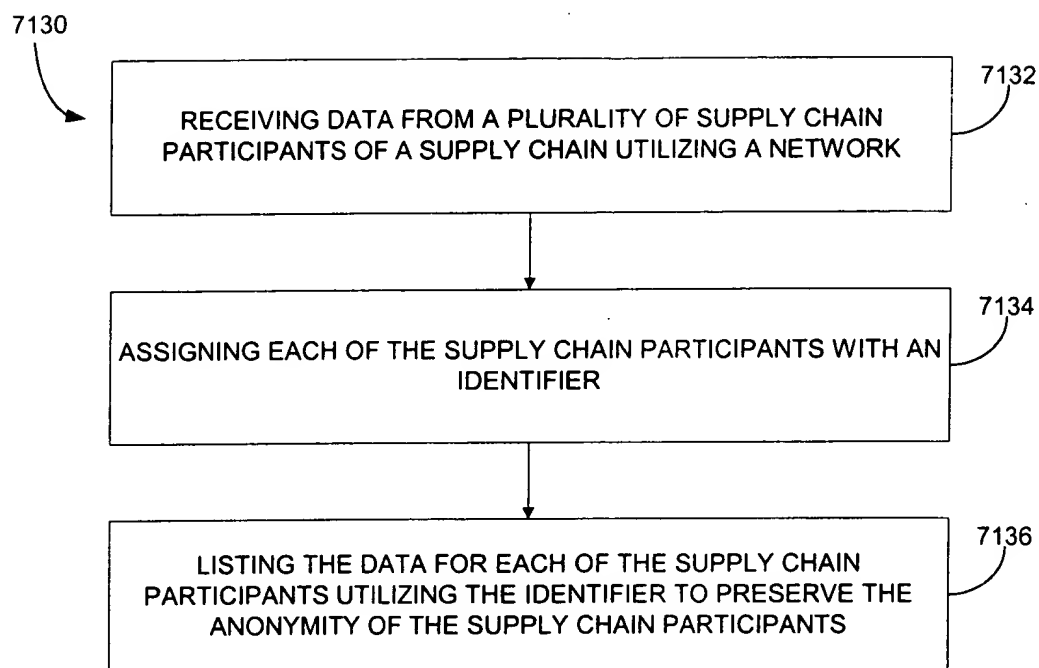 7130
7132
RECEIVING DATA FROM A PLURALITY OF SUPPLY CHAIN
PARTICIPANTS OF A SUPPLY CHAIN UTILIZING A NETWORK
7134
ASSIGNING EACH OF THE SUPPLY CHAIN PARTICIPANTS WITH AN
IDENTIFIER
7136
LISTING THE DATA FOR EACH OF THE SUPPLY CHAIN
PARTICIPANTS UTILIZING THE IDENTIFIER TO PRESERVE THE
ANONYMITY OF THE SUPPLY CHAIN PARTICIPANTS